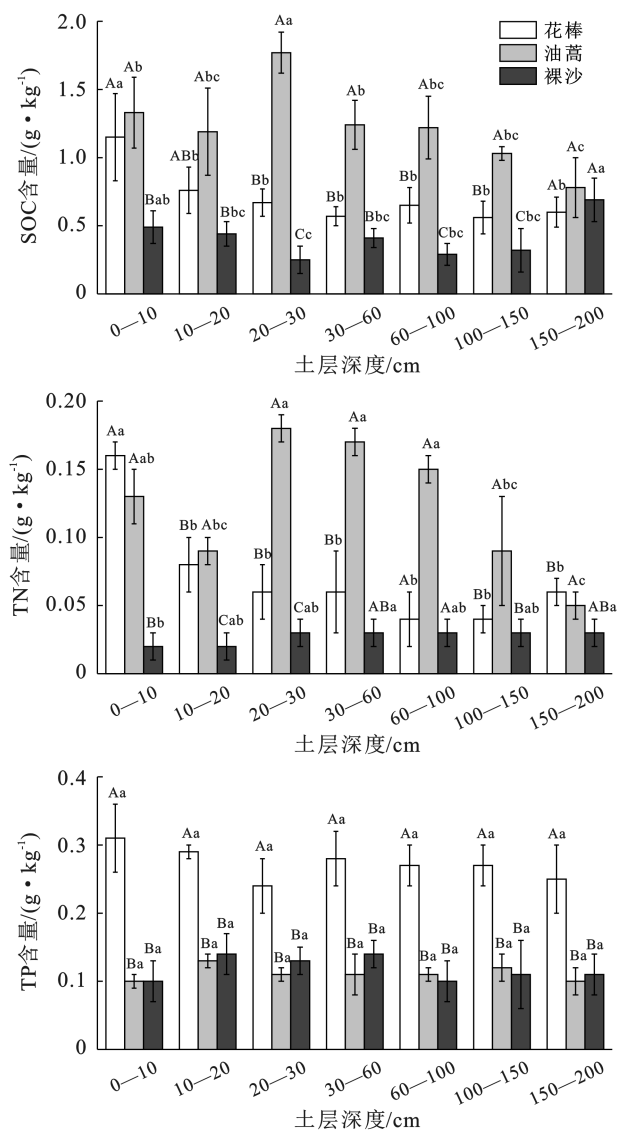 花棒
油蒿
裸沙
SOC含量/(g·kg⁻¹)
2.0
1.5
1.0
0.5
0
Aa Ab Bab
ABb Abc Bbc
Bb Aa Cc
Bb Ab Bbc
Bb Abc Cbc
Bb Abc Cbc
Ab Ac Aa
0—10 10—20 20—30 30—60 60—100 100—150 150—200
土层深度/cm
TN含量/(g·kg⁻¹)
0.20
0.15
0.10
0.05
0
Aa Aab Bb
Bb Abc Cab
Bb Aa Cab
Bb Aa ABa
Ab Aa Aab
Bb Abc Bab
Bb Ac ABa
0—10 10—20 20—30 30—60 60—100 100—150 150—200
土层深度/cm
TP含量/(g·kg⁻¹)
0.4
0.3
0.2
0.1
0
Aa Ba Ba
Aa Ba Ba
Aa Ba Ba
Aa Ba Ba
Aa Ba Ba
Aa Ba Ba
Aa Ba Ba
0—10 10—20 20—30 30—60 60—100 100—150 150—200
土层深度/cm